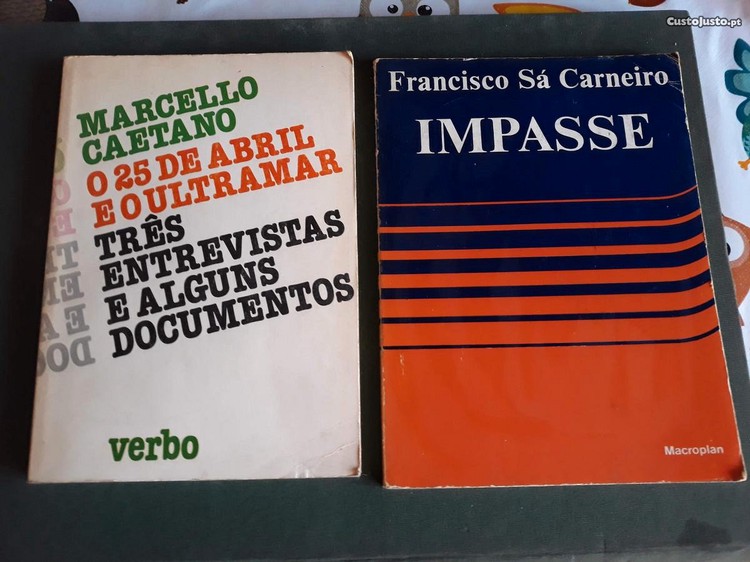 CustoJusto.pt
MARCELLO
CAETANO
O 25 DE ABRIL
E O ULTRAMAR
TRÊS
ENTREVISTAS
E ALGUNS
DOCUMENTOS
verbo
Francisco Sá Carneiro
IMPASSE
Macroplan